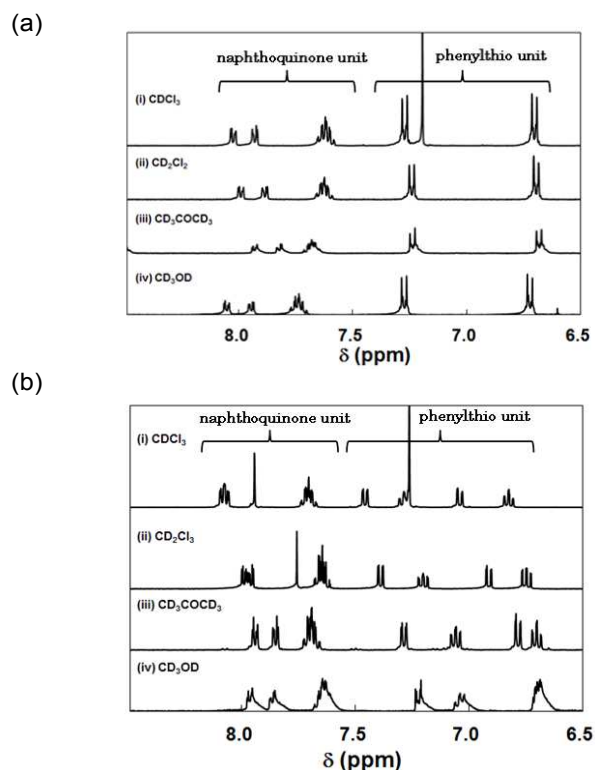 (a)
naphthoquinone unit
phenylthio unit
(i) CDCl3
(ii) CD2Cl2
(iii) CD3COCD3
(iv) CD3OD
8.0 7.5 7.0 6.5
δ (ppm)
(b)
naphthoquinone unit
phenylthio unit
(i) CDCl3
(ii) CD2Cl3
(iii) CD3COCD3
(iv) CD3OD
8.0 7.5 7.0 6.5
δ (ppm)